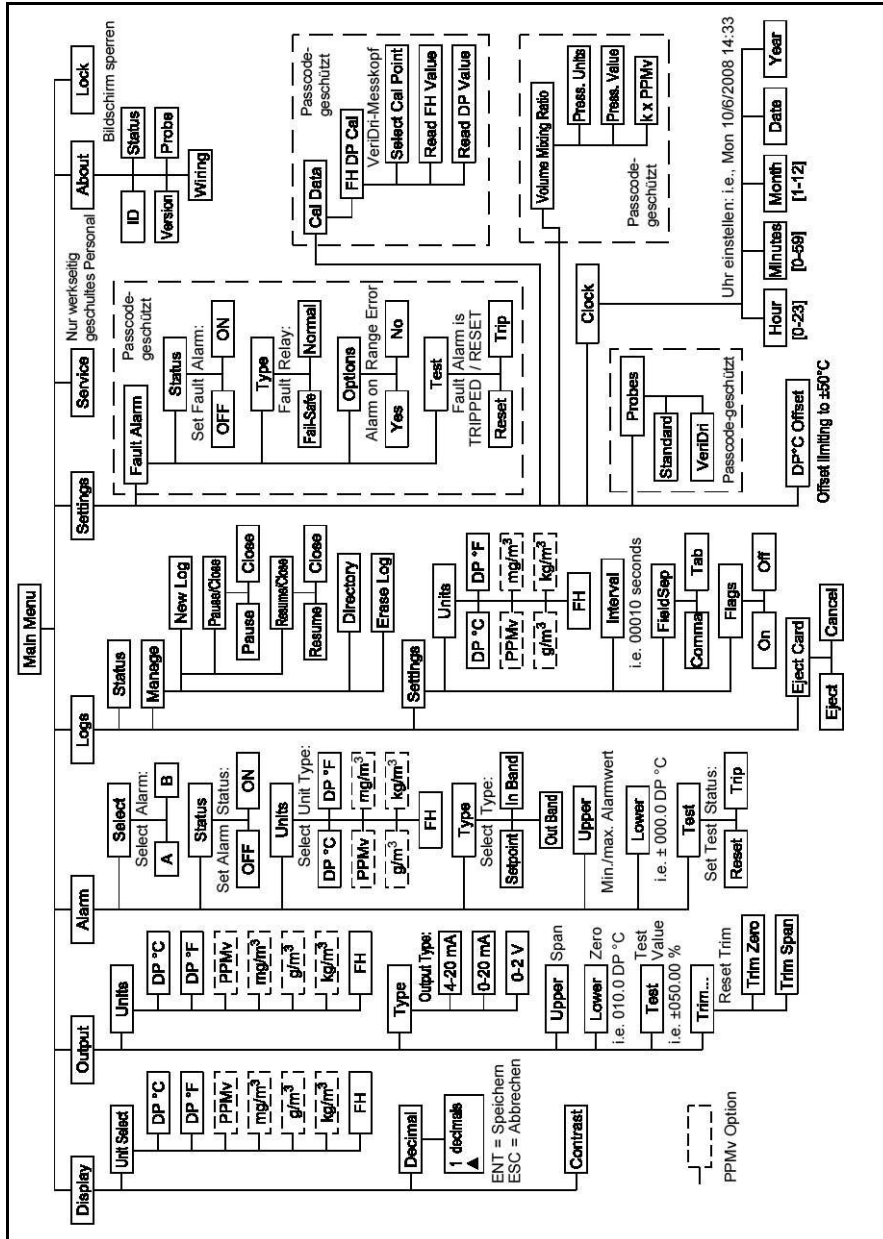 Main Menu
Display
Output
Alarm
Logs
Settings
Service
About
Lock
Unit Select
DP °C
DP °F
PPMv
mg/m³
g/m³
kg/m³
FH
Decimal
1 decimals
▲
ENT = Speichern
ESC = Abbrechen
Contrast
PPMv Option
Units
DP °C
DP °F
PPMv
mg/m³
g/m³
kg/m³
FH
Type
Output Type:
4-20 mA
0-20 mA
0-2 V
Upper Span
Lower Zero
i.e. 010.0 DP °C
Test Test Value
i.e. ±050.00 %
Trim...
Reset Trim
Trim Zero
Trim Span
Select
Select Alarm:
A B
Status
Set Alarm Status:
OFF ON
Units
Select Unit Type:
DP °C DP °F
PPMv mg/m³
g/m³ kg/m³
FH
Type
Select Type:
Setpoint In Band
Out Band
Upper
Min./max. Alarmwert
Lower
i.e. ± 000.0 DP °C
Test
Set Test Status:
Reset Trip
Status
Manage
New Log
Pause/Close
Pause Close
Resume/Close
Resume Close
Directory
Erase Log
Settings
Units
DP °C DP °F
PPMv mg/m³
g/m³ kg/m³
FH
Interval
i.e. 00010 seconds
FieldSep
Comma Tab
Flags
On Off
Eject Card
Eject Cancel
Nur werkseitig
geschultes Personal
Fault Alarm
Passcode-
geschützt
Status
Set Fault Alarm:
OFF ON
Type
Fault Relay:
Fail-Safe Normal
Options
Alarm on Range Error
Yes No
Test
Fault Alarm is
TRIPPED / RESET
Reset Trip
Cal Data
Passcode-
geschützt
FH DP Cal
VeriDri-Messkopf
Select Cal Point
Read FH Value
Read DP Value
Volume Mixing Ratio
Press. Units
Press. Value
k x PPMv
Passcode-
geschützt
Clock
Uhr einstellen: i.e., Mon 10/6/2008 14:33
Hour Minutes Month Date Year
[0-23] [0-59] [1-12]
Probes
Standard
VeriDri
Passcode-geschützt
DP°C Offset
Offset limiting to ±50°C
ID Status
Version Probe
Wiring
Bildschirm sperren